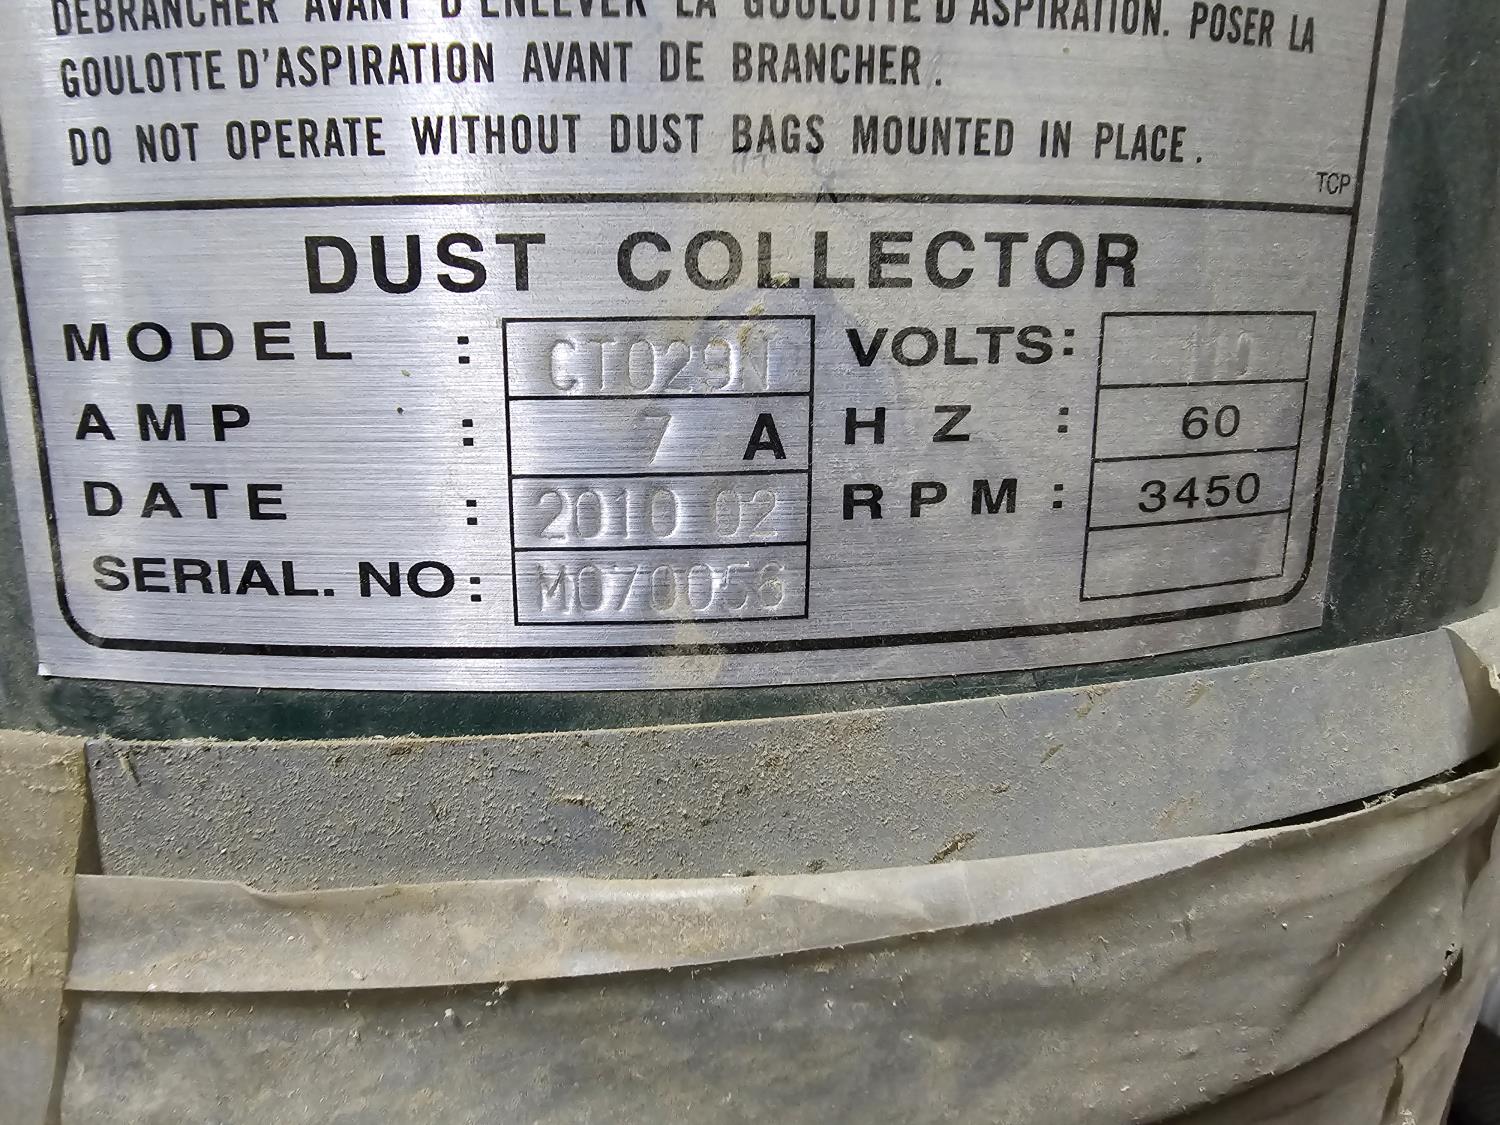 DEBRANCHER AVANT D'ENLEVER LA GOULOTTE D'ASPIRATION. POSER LA
GOULOTTE D'ASPIRATION AVANT DE BRANCHER.
DO NOT OPERATE WITHOUT DUST BAGS MOUNTED IN PLACE.
TCP
DUST COLLECTOR
MODEL : CT029N VOLTS: 110
AMP : 7 A HZ : 60
DATE : 2010 02 RPM : 3450
SERIAL. NO: M070056